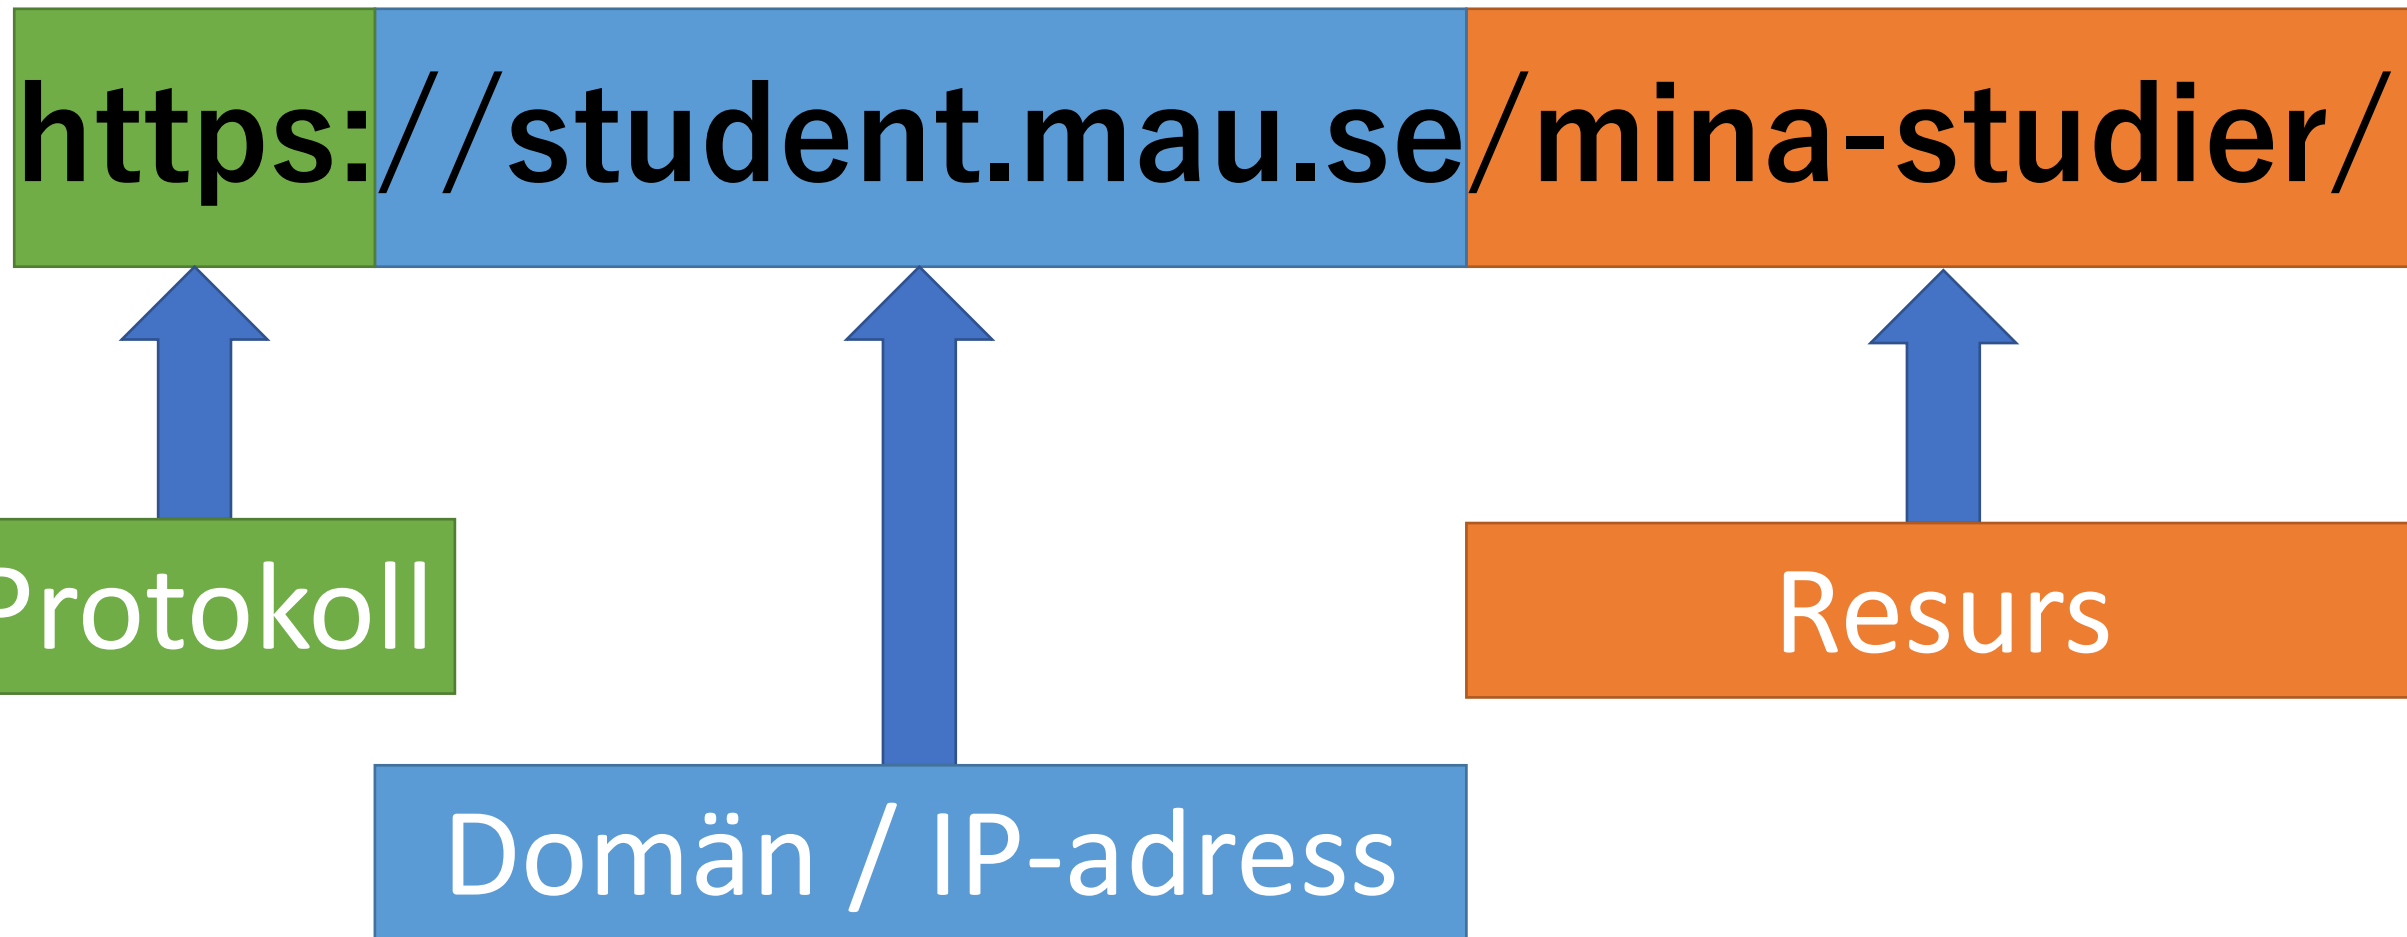 https://student.mau.se/mina-studier/
Protokoll
Resurs
Domän / IP-adress